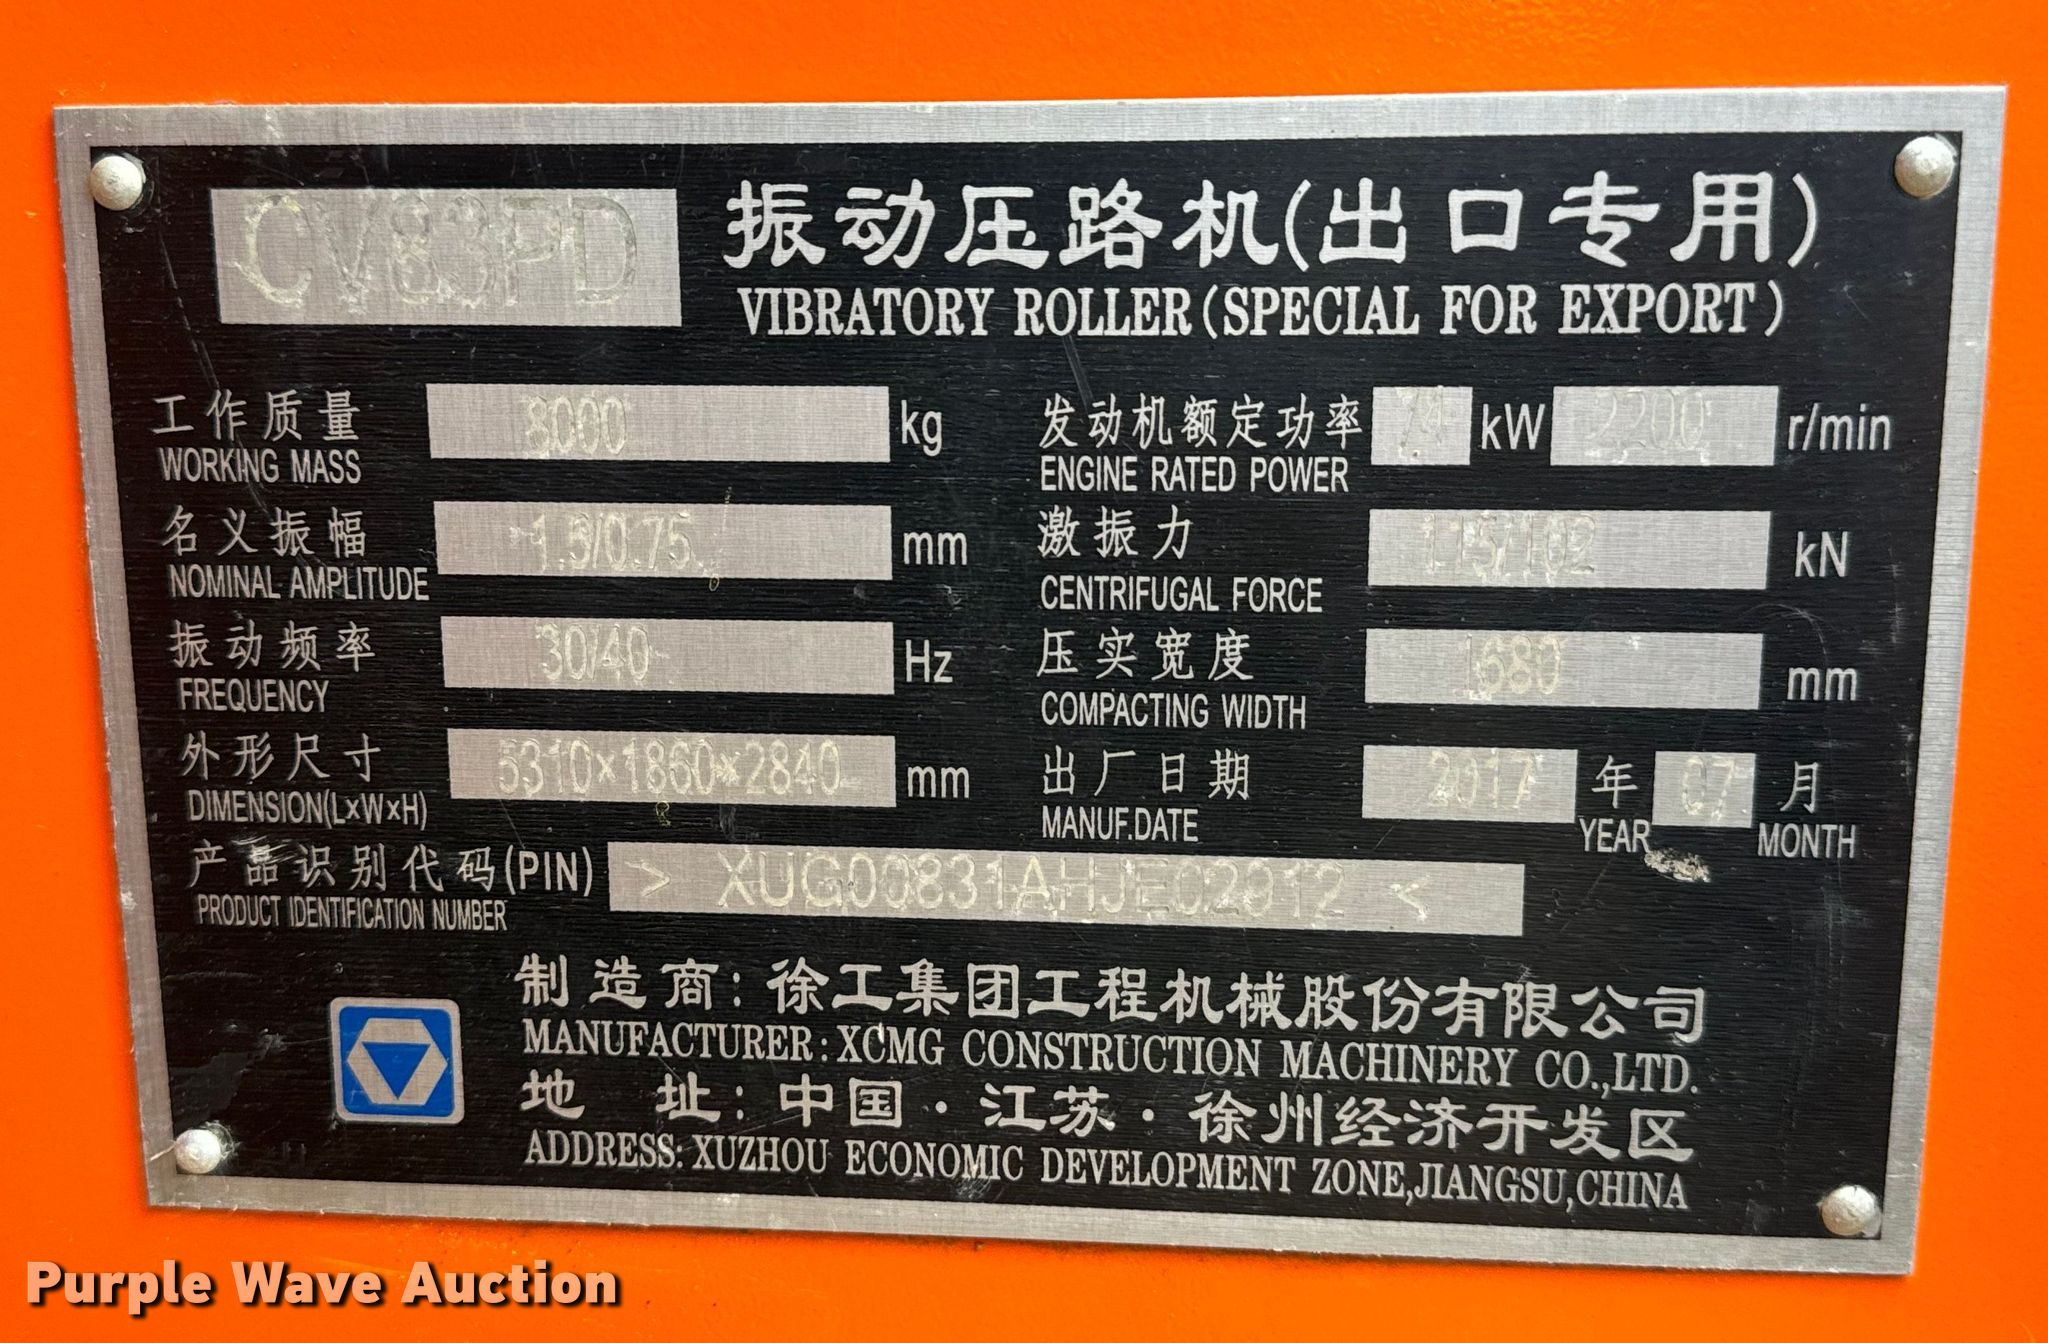 CV83PD 振动压路机(出口专用)
VIBRATORY ROLLER(SPECIAL FOR EXPORT)
工作质量 8000 kg 发动机额定功率 74 kW 2200 r/min
WORKING MASS ENGINE RATED POWER
名义振幅 1.5/0.75 mm 激振力 /102 kN
NOMINAL AMPLITUDE CENTRIFUGAL FORCE
振动频率 30/40 Hz 压实宽度 1680 mm
FREQUENCY COMPACTING WIDTH
外形尺寸 5310×1860×2840 mm 出厂日期 2017 年 07 月
DIMENSION(L×W×H) MANUF.DATE YEAR MONTH
产品识别代码(PIN) > XUG00831AHJE02312 <
PRODUCT IDENTIFICATION NUMBER
制造商:徐工集团工程机械股份有限公司
MANUFACTURER:XCMG CONSTRUCTION MACHINERY CO.,LTD.
地 址:中国·江苏·徐州经济开发区
ADDRESS:XUZHOU ECONOMIC DEVELOPMENT ZONE,JIANGSU,CHINA
Purple Wave Auction